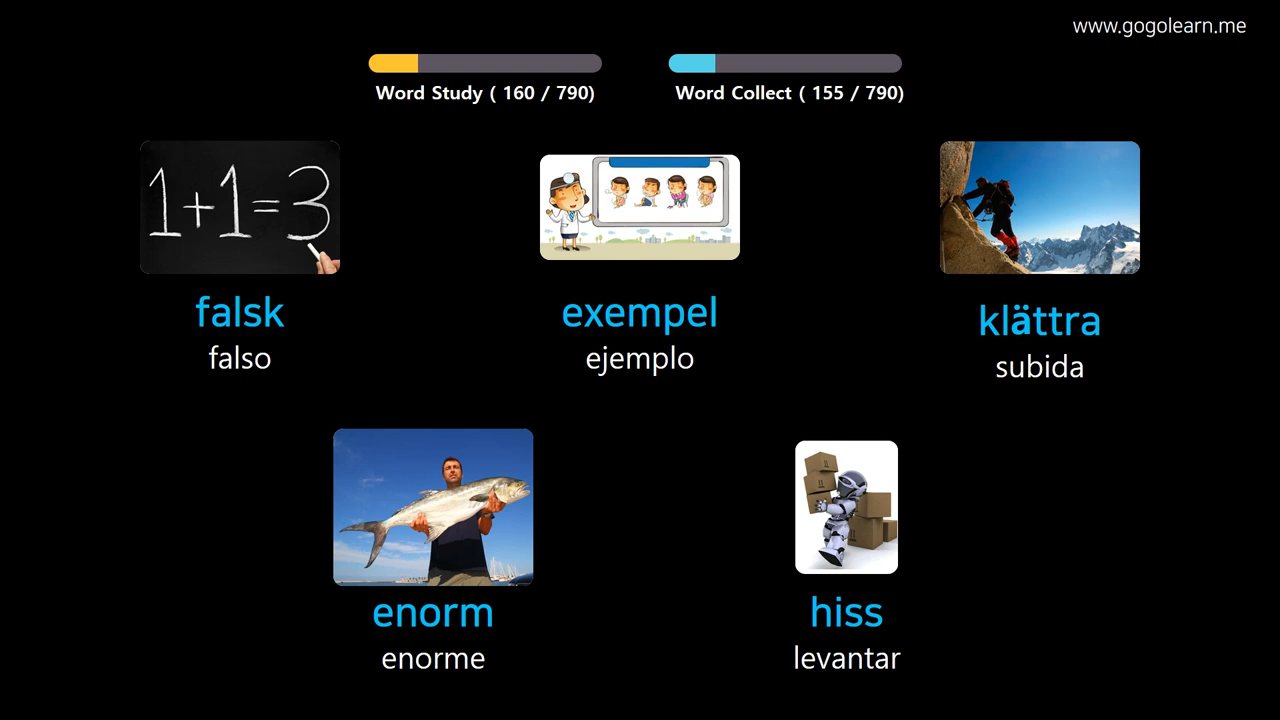 www.gogolearn.me
Word Study ( 160 / 790)
Word Collect ( 155 / 790)
1+1=3
falsk
falso
exempel
ejemplo
klättra
subida
enorm
enorme
hiss
levantar